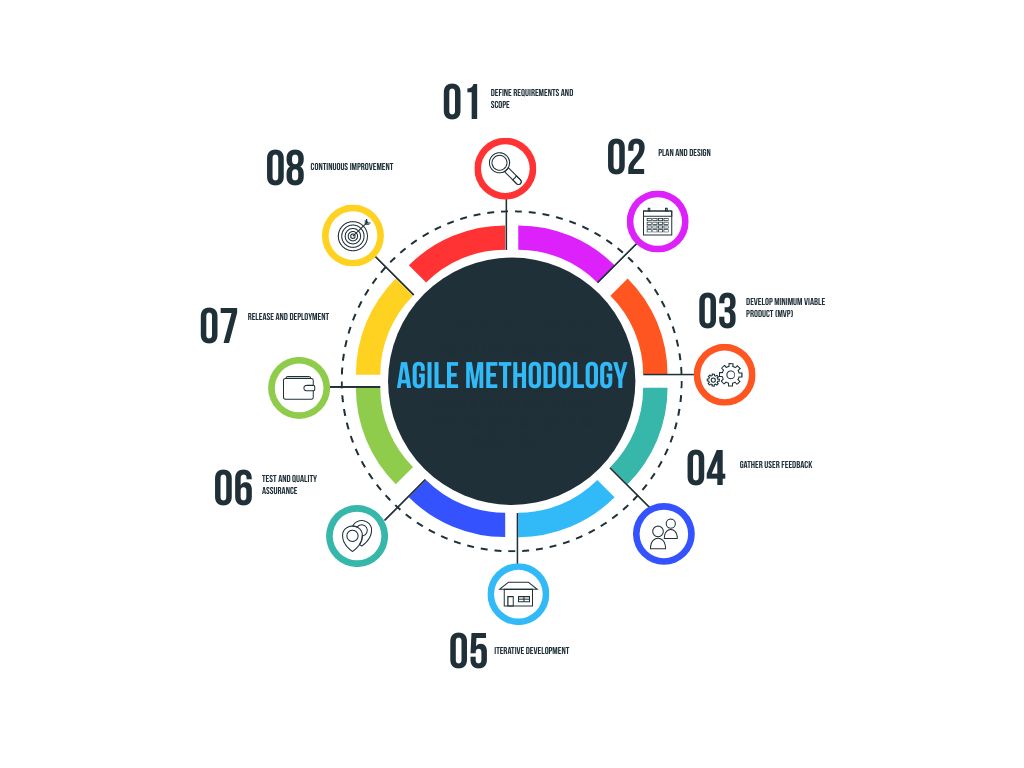 01
DEFINE REQUIREMENTS AND
SCOPE
02
PLAN AND DESIGN
03
DEVELOP MINIMUM VIABLE
PRODUCT (MVP)
04
GATHER USER FEEDBACK
05
ITERATIVE DEVELOPMENT
06
TEST AND QUALITY
ASSURANCE
07
RELEASE AND DEPLOYMENT
08
CONTINUOUS IMPROVEMENT
AGILE METHODOLOGY